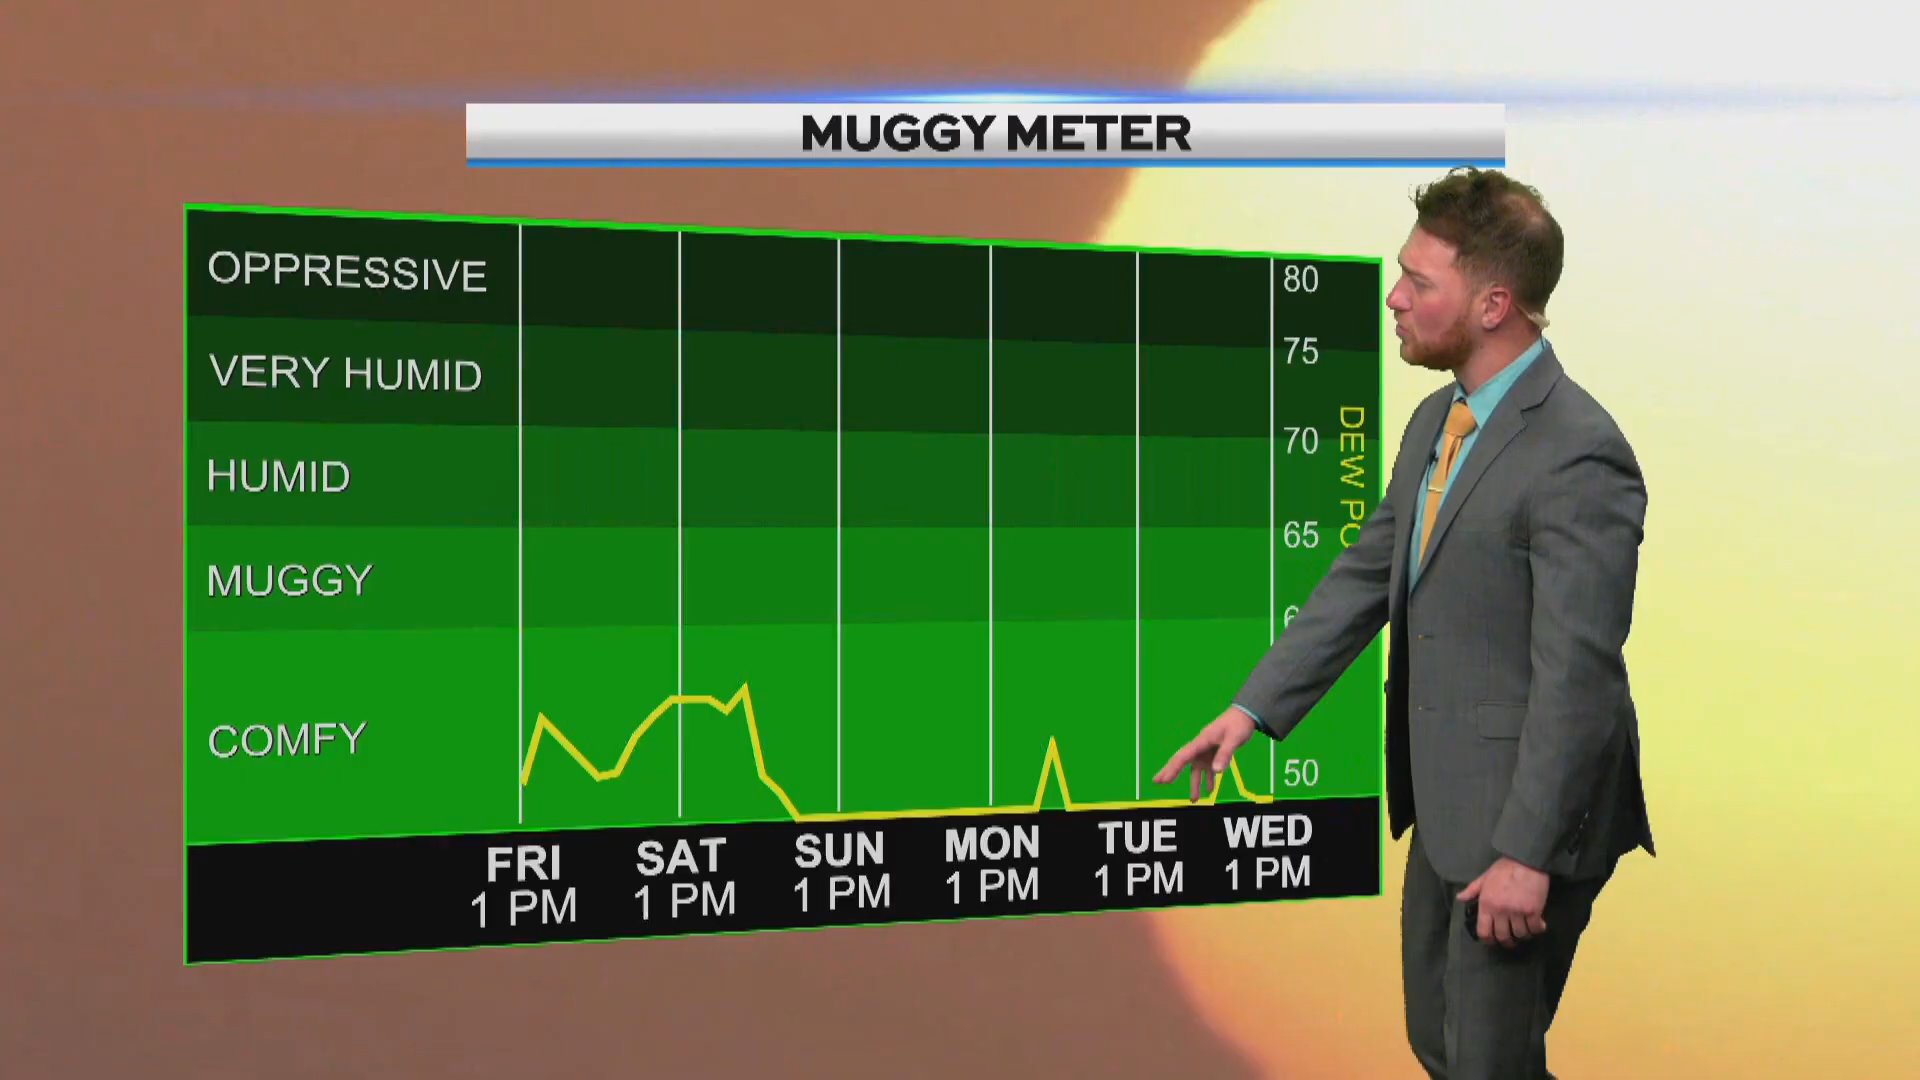 MUGGY METER
OPPRESSIVE
VERY HUMID
HUMID
MUGGY
COMFY
80
75
70
65
50
DEW
FRI
1 PM
SAT
1 PM
SUN
1 PM
MON
1 PM
TUE
1 PM
WED
1 PM